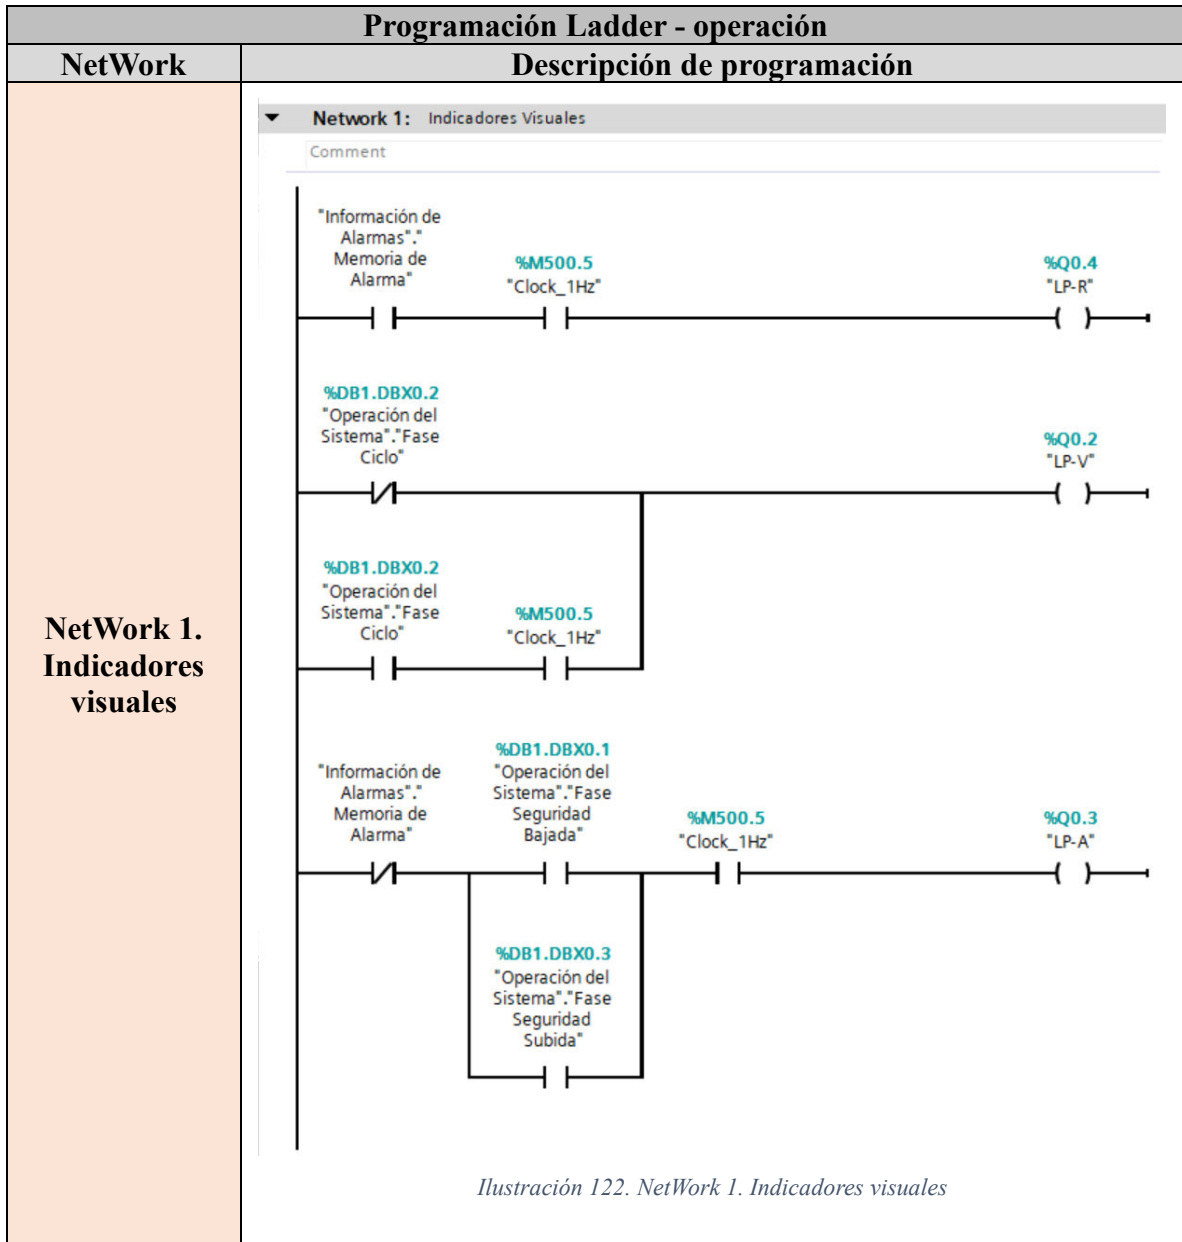 Programación Ladder - operación
NetWork
Descripción de programación
NetWork 1.
Indicadores
visuales
Network 1: Indicadores Visuales
Comment
"Información de
Alarmas"."
Memoria de
Alarma"
%M500.5
"Clock_1Hz"
%Q0.4
"LP-R"
%DB1.DBX0.2
"Operación del
Sistema"."Fase
Ciclo"
%Q0.2
"LP-V"
%DB1.DBX0.2
"Operación del
Sistema"."Fase
Ciclo"
%M500.5
"Clock_1Hz"
"Información de
Alarmas"."
Memoria de
Alarma"
%DB1.DBX0.1
"Operación del
Sistema"."Fase
Seguridad
Bajada"
%M500.5
"Clock_1Hz"
%Q0.3
"LP-A"
%DB1.DBX0.3
"Operación del
Sistema"."Fase
Seguridad
Subida"
Ilustración 122. NetWork 1. Indicadores visuales